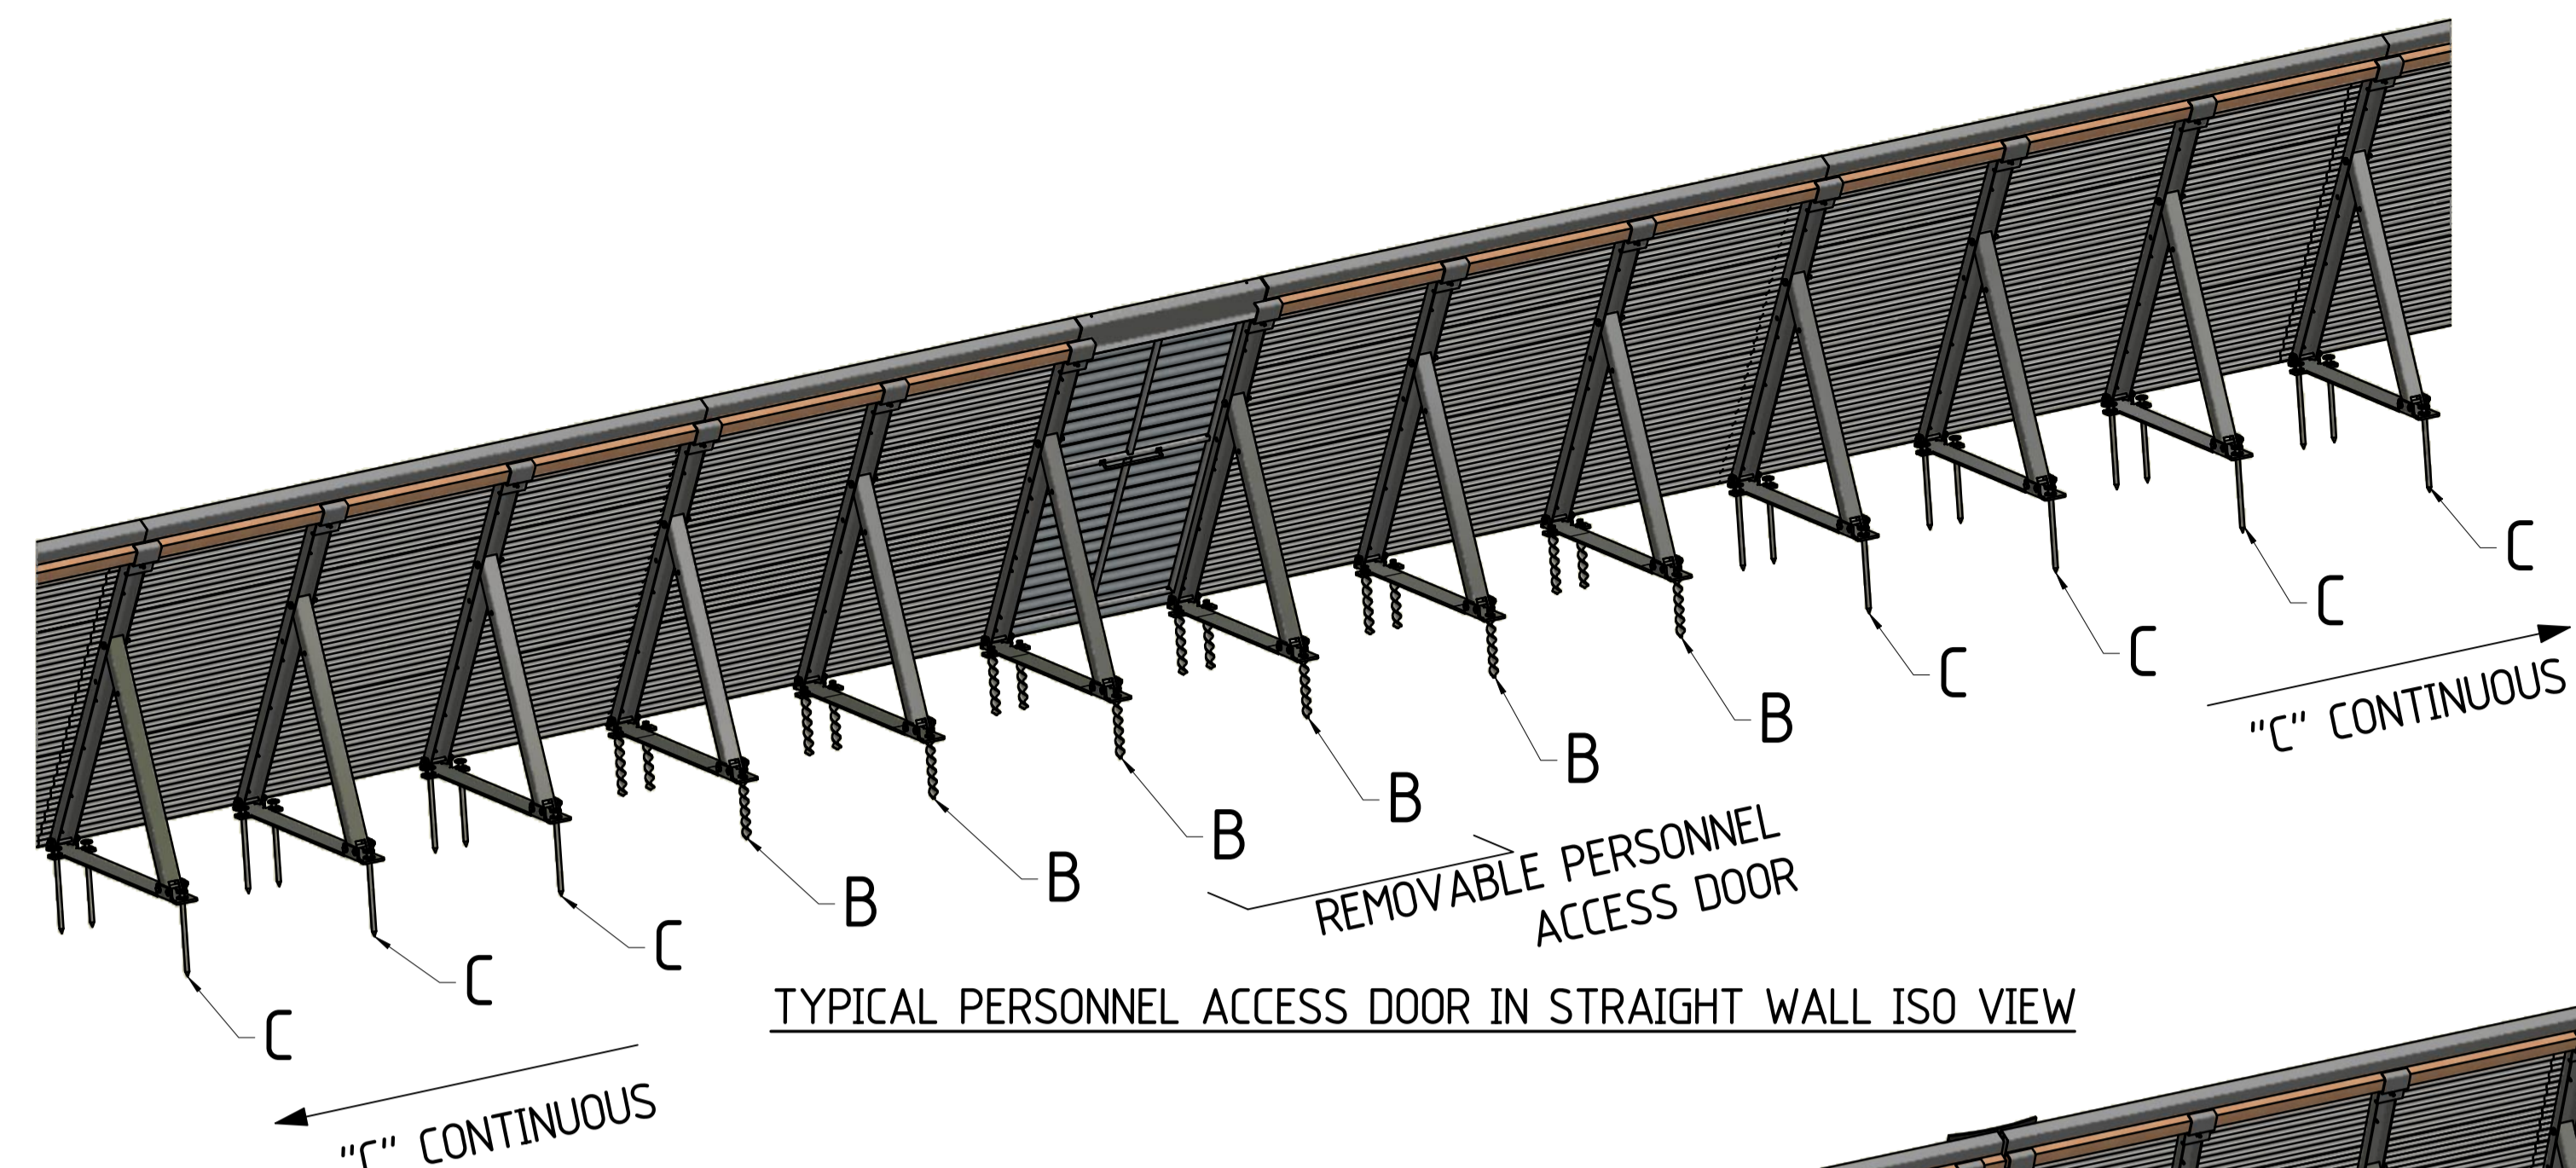 C
C
C
C
"C" CONTINUOUS
B
B
B
B
B
B
REMOVABLE PERSONNEL
ACCESS DOOR
C
C
C
TYPICAL PERSONNEL ACCESS DOOR IN STRAIGHT WALL ISO VIEW
"C" CONTINUOUS